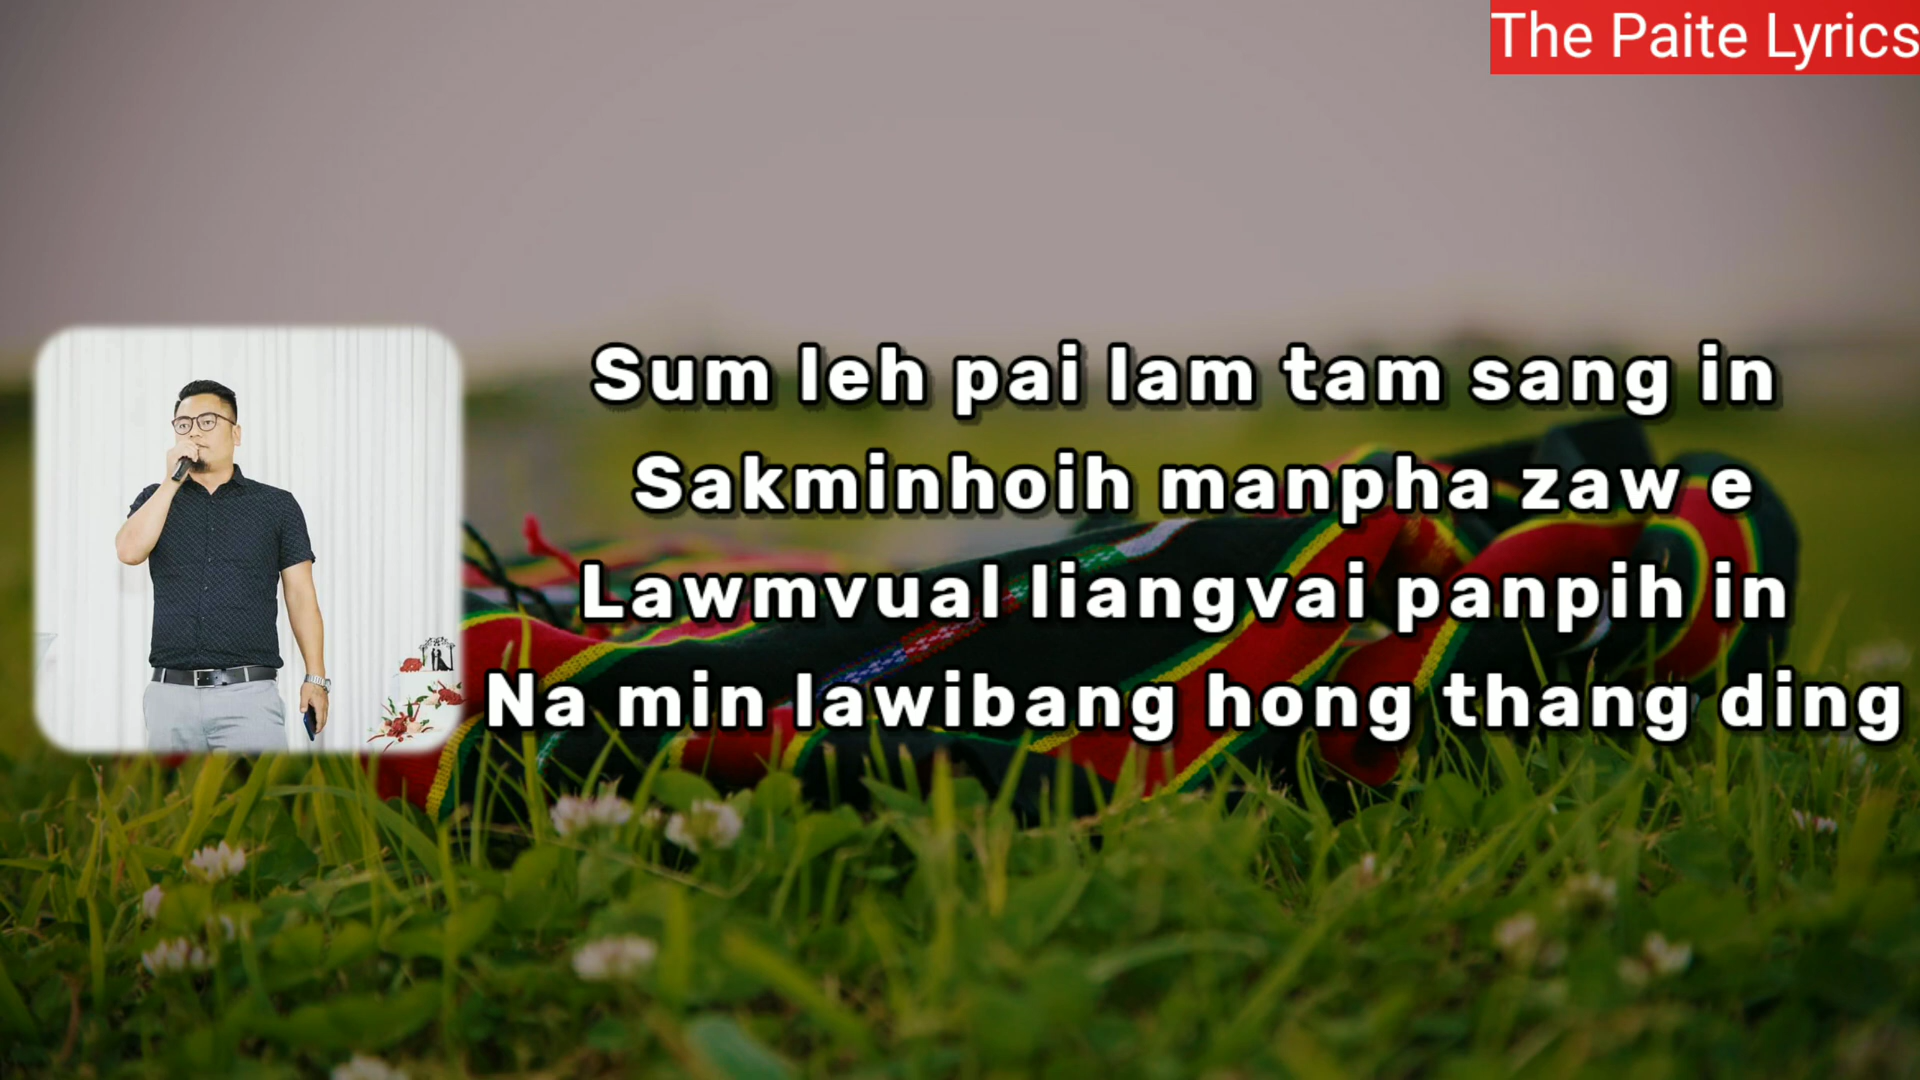 The Paite Lyrics
Sum leh pai lam tam sang in
Sakminhoih manpha zaw e
Lawmvual liangvai panpih in
Na min lawibang hong thang ding